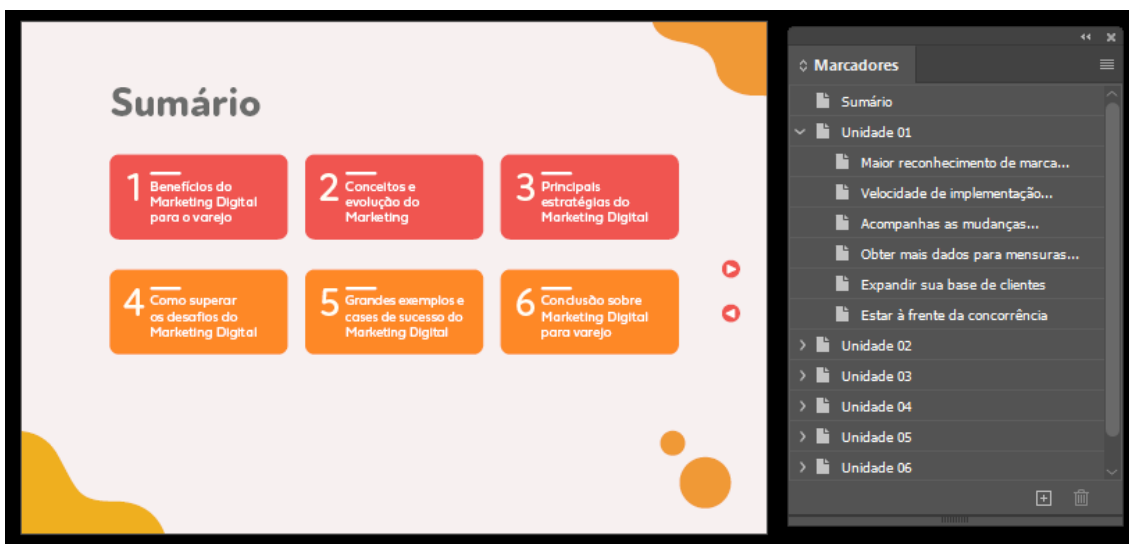 Sumário
1 Benefícios do
Marketing Digital
para o varejo
2 Conceitos e
evolução do
Marketing
3 Principais
estratégias do
Marketing Digital
4 Como superar
os desafios do
Marketing Digital
5 Grandes exemplos e
cases de sucesso do
Marketing Digital
6 Conclusão sobre
Marketing Digital
para varejo
Marcadores
Sumário
Unidade 01
Maior reconhecimento de marca...
Velocidade de implementação...
Acompanhas as mudanças...
Obter mais dados para mensuras...
Expandir sua base de clientes
Estar à frente da concorrência
Unidade 02
Unidade 03
Unidade 04
Unidade 05
Unidade 06